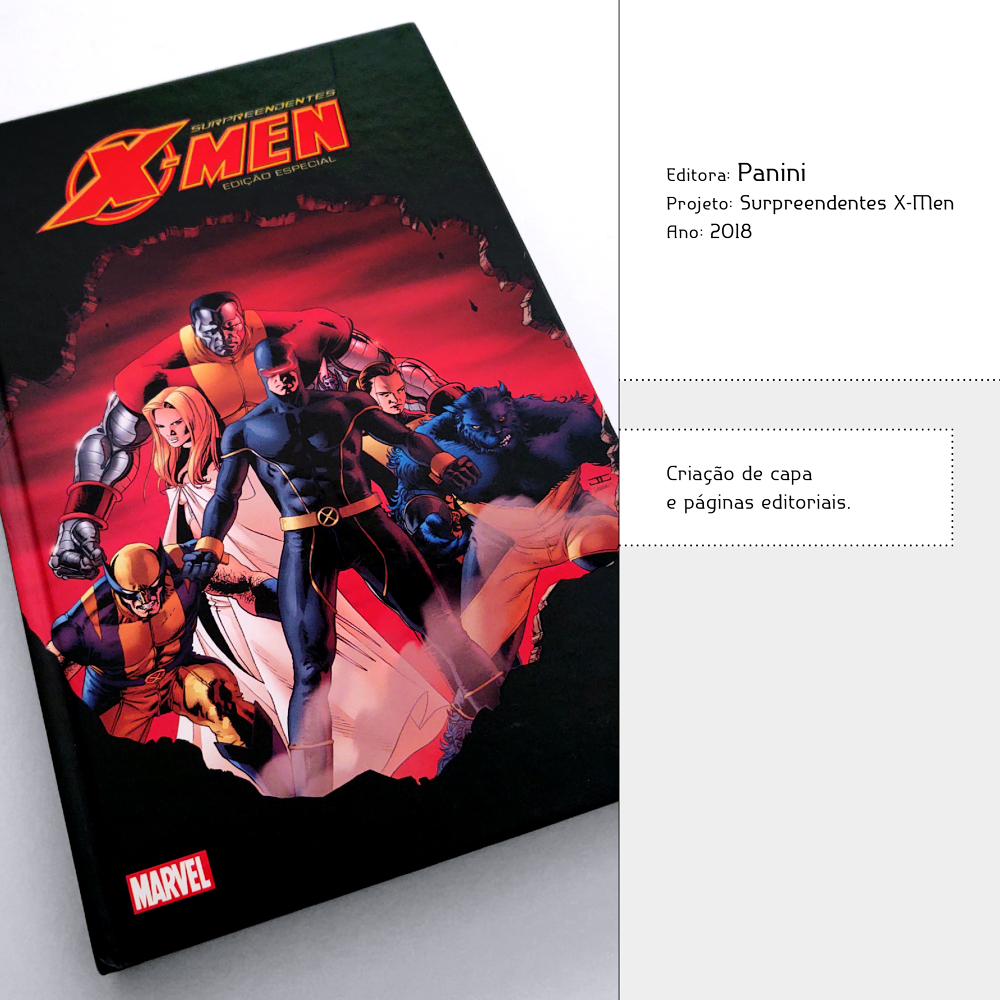 SURPREENDENTES
X-MEN
EDIÇÃO ESPECIAL
MARVEL
Editora: Panini
Projeto: Surpreendentes X-Men
Ano: 2018
Criação de capa
e páginas editoriais.